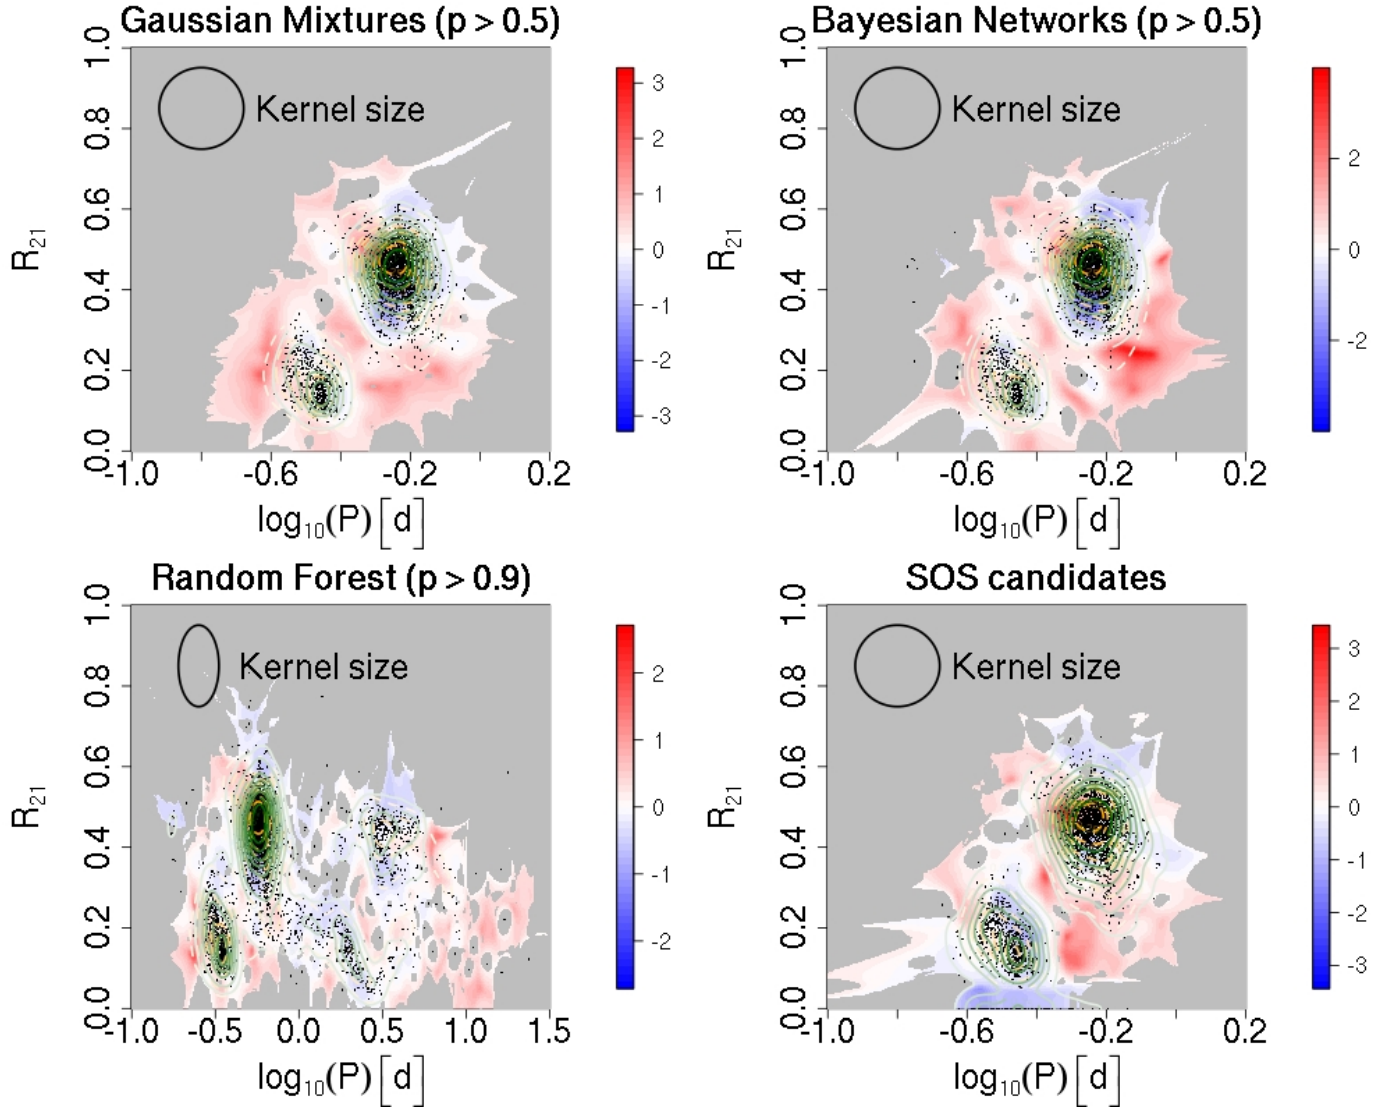 Gaussian Mixtures (p > 0.5)
Kernel size
R₂₁
0.0 0.2 0.4 0.6 0.8 1.0
-1.0 -0.6 -0.2 0.2
log₁₀(P) [d]
3
2
1
0
-1
-2
-3
Bayesian Networks (p > 0.5)
Kernel size
R₂₁
0.0 0.2 0.4 0.6 0.8 1.0
-1.0 -0.6 -0.2 0.2
log₁₀(P) [d]
2
0
-2
Random Forest (p > 0.9)
Kernel size
R₂₁
0.0 0.2 0.4 0.6 0.8 1.0
-1.0 -0.5 0.0 0.5 1.0 1.5
log₁₀(P) [d]
2
1
0
-1
-2
SOS candidates
Kernel size
R₂₁
0.0 0.2 0.4 0.6 0.8 1.0
-1.0 -0.6 -0.2 0.2
log₁₀(P) [d]
3
2
1
0
-1
-2
-3